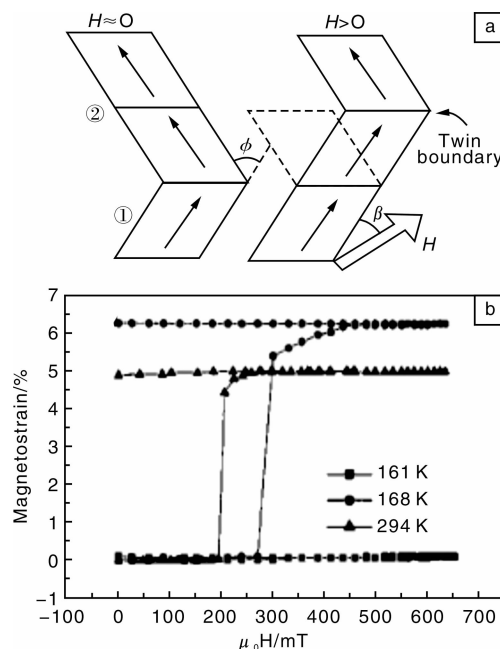 H≈O
H>O
a
②
ϕ
Twin
boundary
①
β
H
b
Magnetostrain/%
7
6
5
4
3
2
1
0
−1
161 K
168 K
294 K
−100 0 100 200 300 400 500 600 700
μ₀H/mT